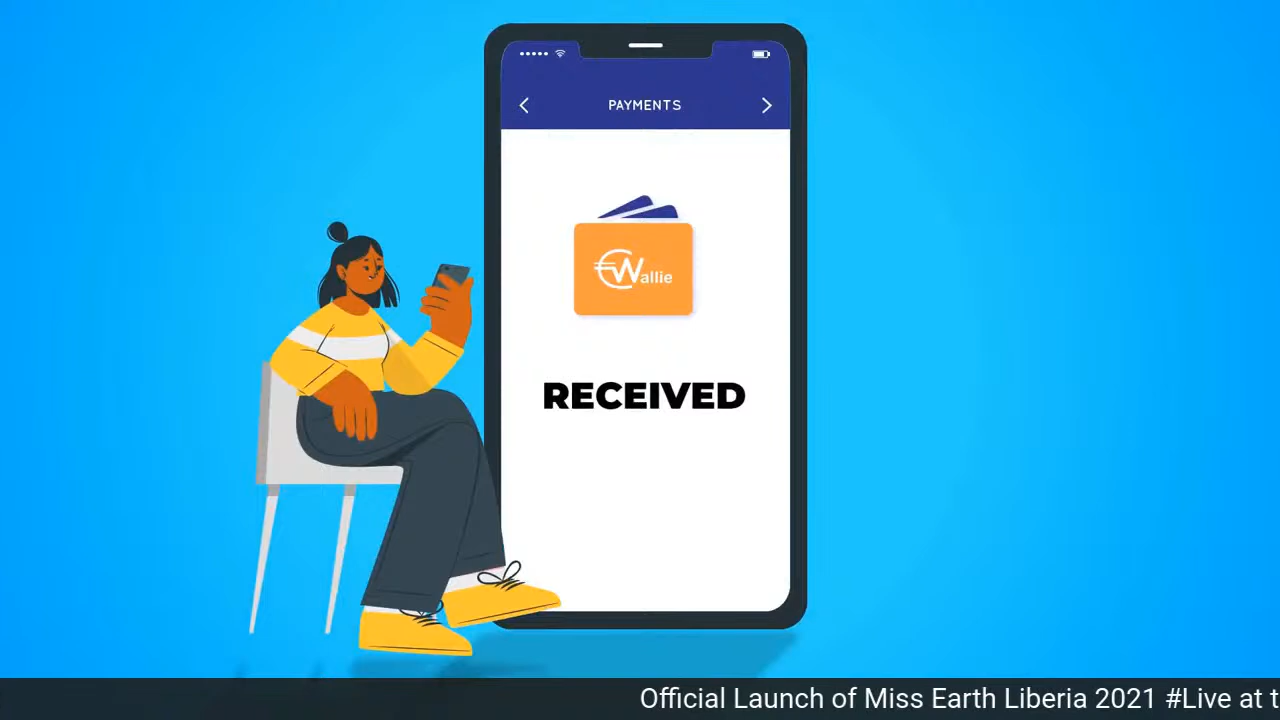 PAYMENTS
€Wallie
RECEIVED
Official Launch of Miss Earth Liberia 2021 #Live at t